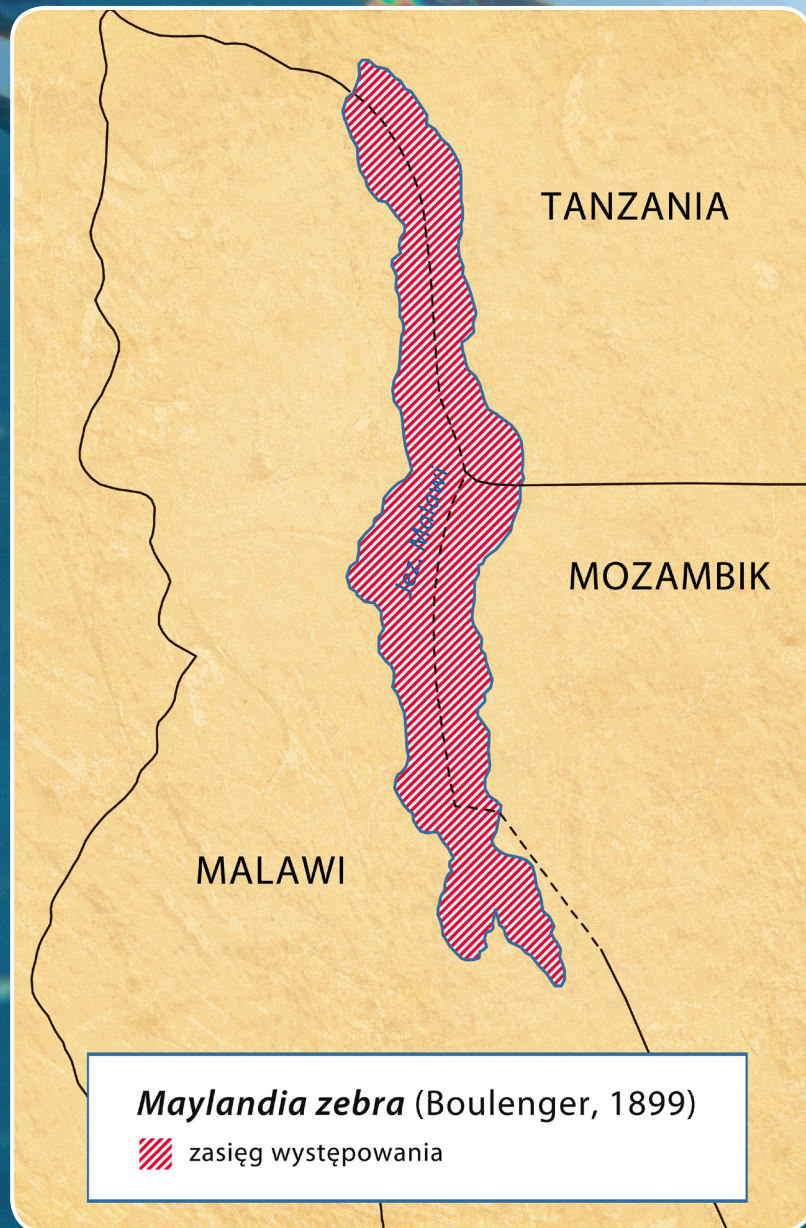 TANZANIA
Jez. Malawi
MOZAMBIK
MALAWI
Maylandia zebra (Boulenger, 1899)
zasięg występowania